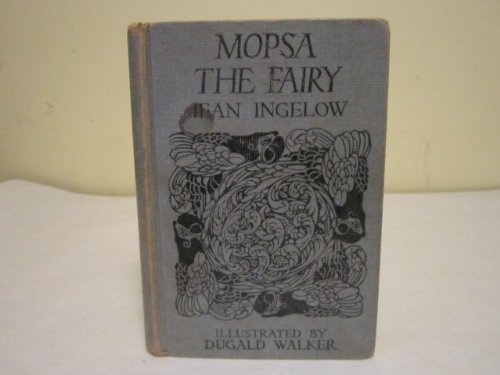 MOPSA
THE FAIRY
JEAN INGELOW
ILLUSTRATED BY
DUGALD WALKER